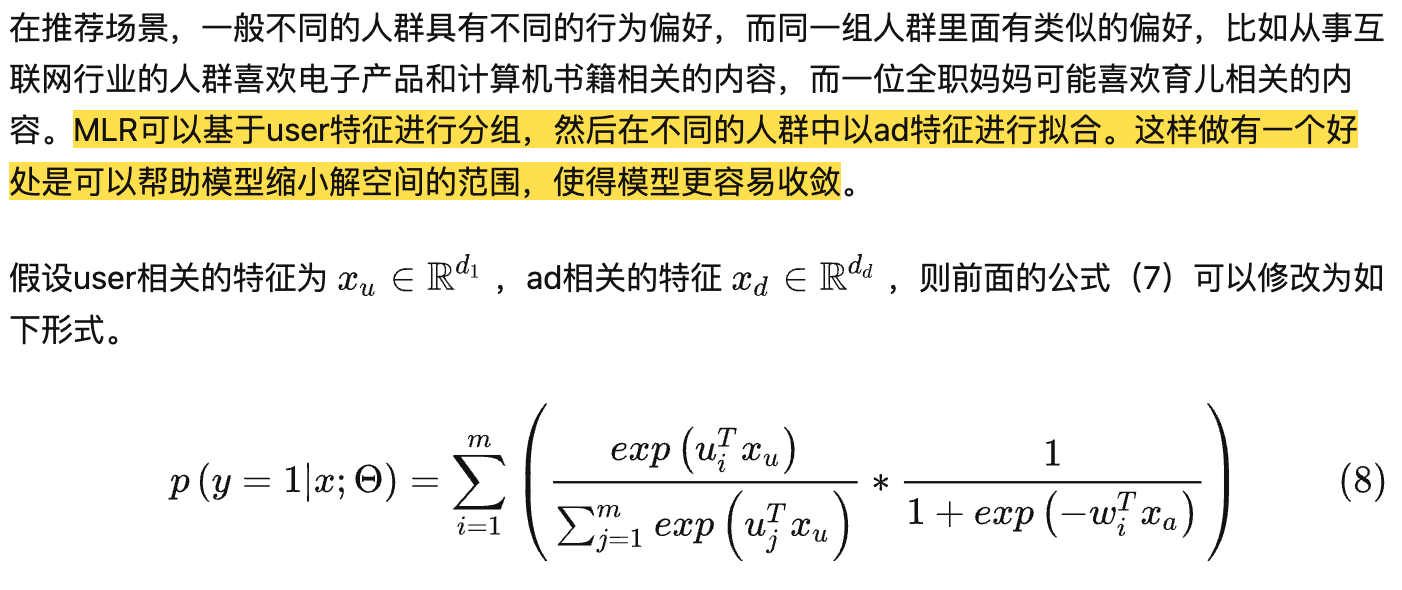 在推荐场景，一般不同的人群具有不同的行为偏好，而同一组人群里面有类似的偏好，比如从事互
联网行业的人群喜欢电子产品和计算机书籍相关的内容，而一位全职妈妈可能喜欢育儿相关的内
容。MLR可以基于user特征进行分组，然后在不同的人群中以ad特征进行拟合。这样做有一个好
处是可以帮助模型缩小解空间的范围，使得模型更容易收敛。
假设user相关的特征为 $x_u \in \mathbb{R}^{d_1}$ ，ad相关的特征 $x_d \in \mathbb{R}^{d_d}$ ，则前面的公式（7）可以修改为如
下形式。
$p\left(y=1|x;\Theta\right)=\sum_{i=1}^{m}\left(\frac{exp\left(u_i^T x_u\right)}{\sum_{j=1}^{m} exp\left(u_j^T x_u\right)} * \frac{1}{1+exp\left(-w_i^T x_a\right)}\right)$ (8)